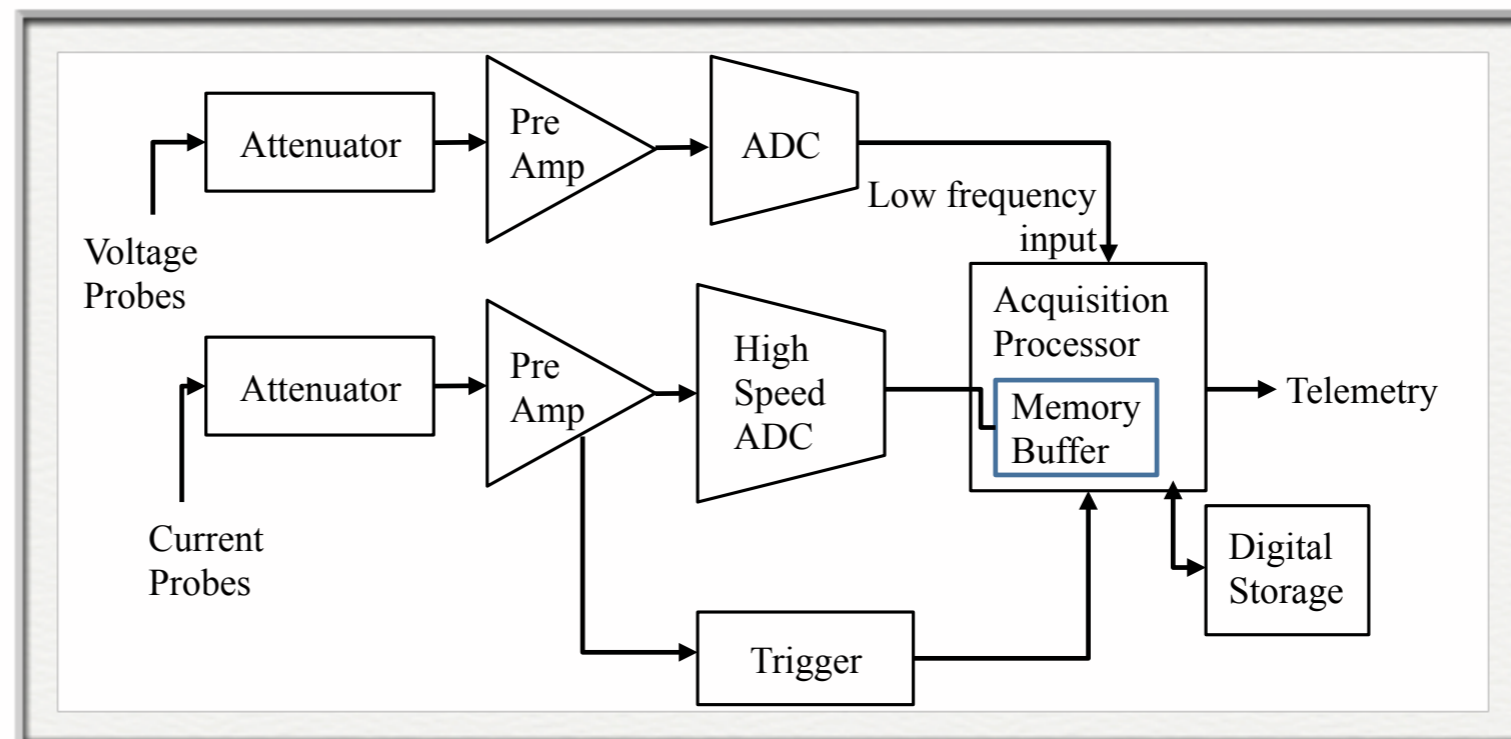 Attenuator
Pre
Amp
ADC
Low frequency
input
Voltage
Probes
Attenuator
Pre
Amp
High
Speed
ADC
Acquisition
Processor
Memory
Buffer
Telemetry
Current
Probes
Digital
Storage
Trigger